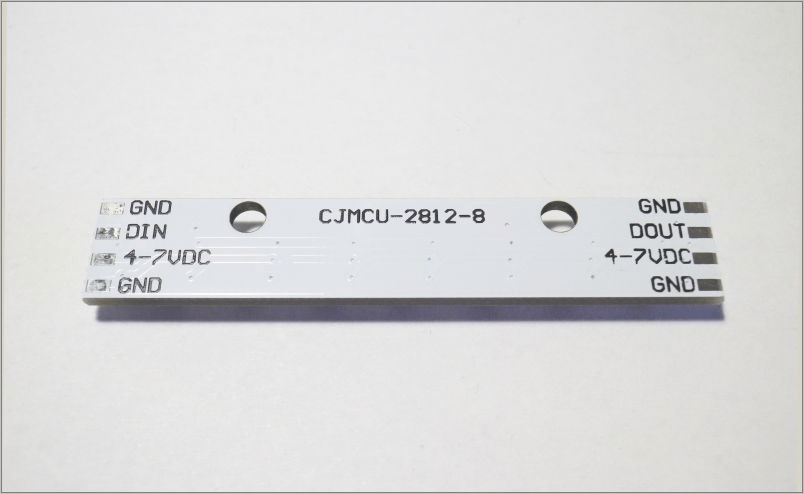 GND
DIN
4-7VDC
GND
CJMCU-2812-8
GND
DOUT
4-7VDC
GND